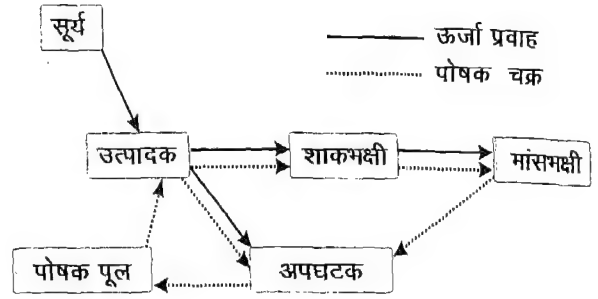 सूर्य
ऊर्जा प्रवाह
पोषक चक्र
उत्पादक
शाकभक्षी
मांसभक्षी
पोषक पूल
अपघटक